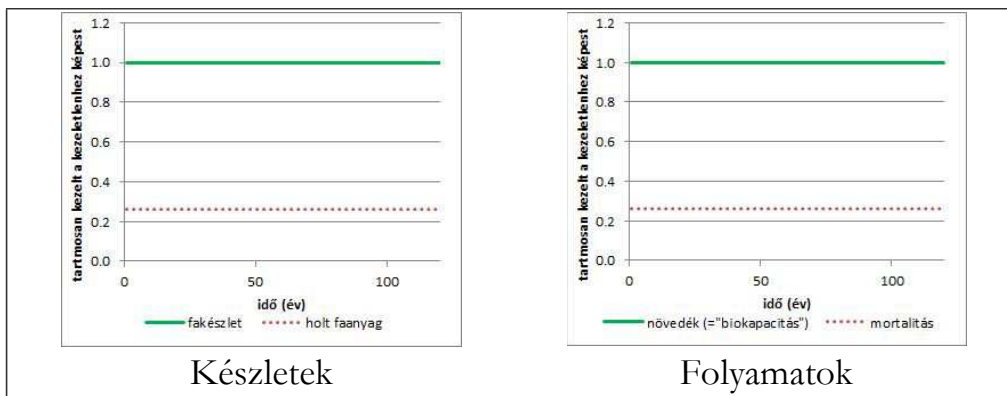 tartmosan kezelt a kezeletlenhez képest
1.2
1.0
0.8
0.6
0.4
0.2
0.0
0
50
100
idő (év)
fakészlet
holt faanyag
Készletek
tartmosan kezelt a kezeletlenhez képest
1.2
1.0
0.8
0.6
0.4
0.2
0.0
0
50
100
idő (év)
növedék (="biokapacitás")
mortalitás
Folyamatok